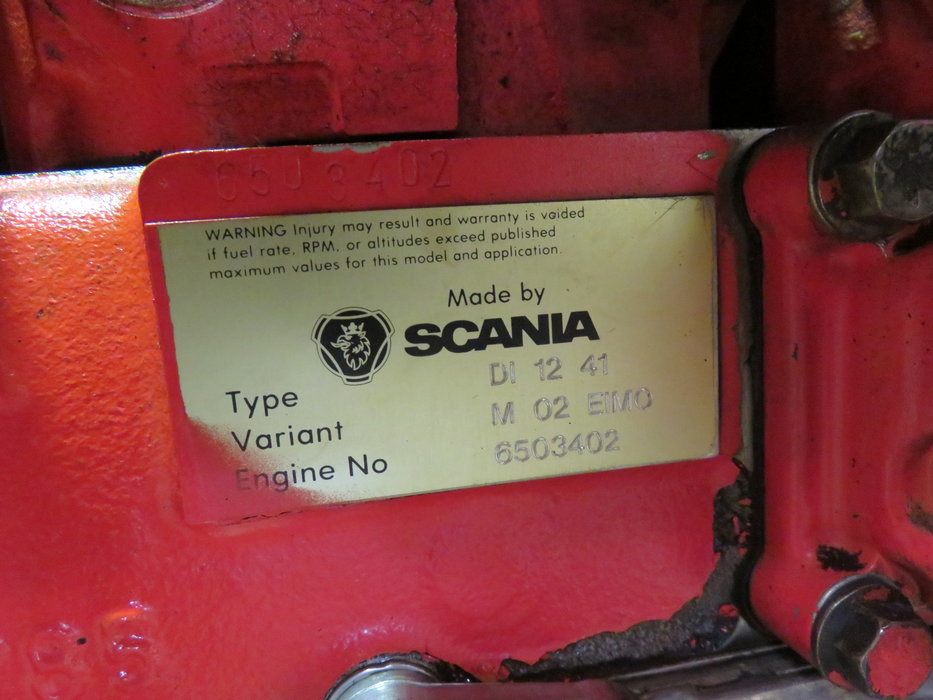 6503402
WARNING Injury may result and warranty is voided
if fuel rate, RPM, or altitudes exceed published
maximum values for this model and application.
Made by
SCANIA
Type DI 12 41
Variant M 02 EIMO
Engine No 6503402